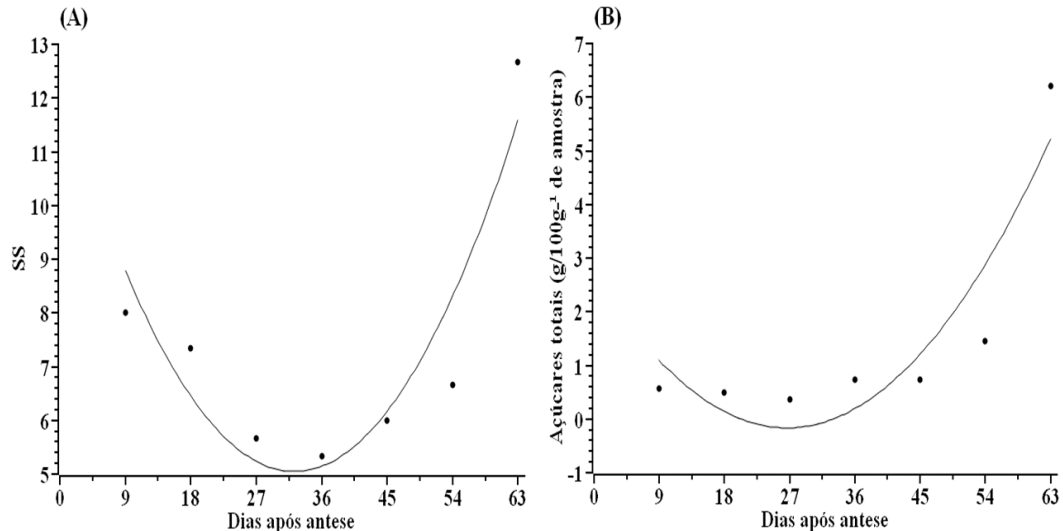 (A)
13
12
11
10
9
8
7
6
5
SS
0 9 18 27 36 45 54 63
Dias após antese
(B)
7
6
5
4
3
2
1
0
-1
Açúcares totais (g/100g-¹ de amostra)
0 9 18 27 36 45 54 63
Dias após antese